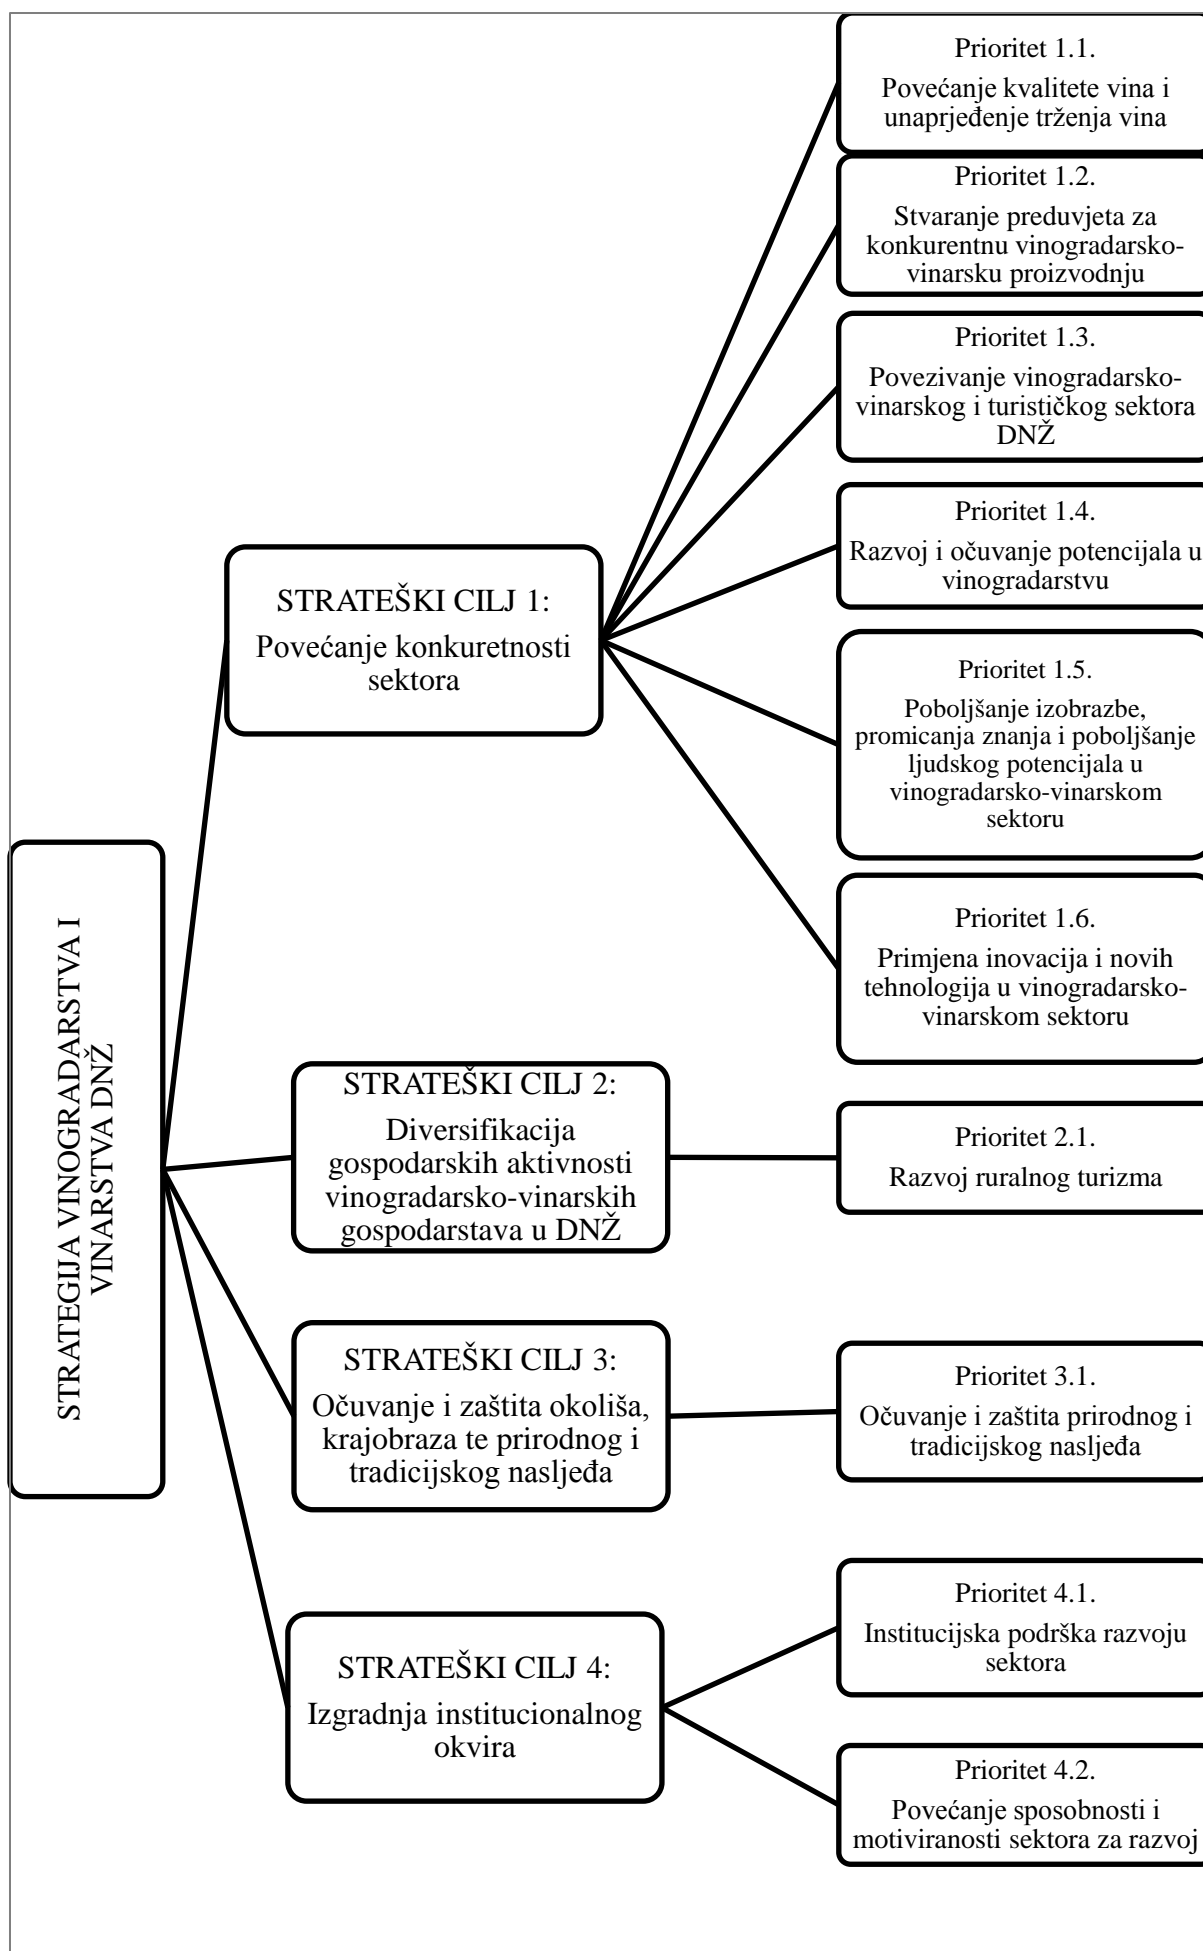 STRATEGIJA VINOGRADARSTVA I
VINARSTVA DNŽ
STRATEŠKI CILJ 1:
Povećanje konkuretnosti
sektora
Prioritet 1.1.
Povećanje kvalitete vina i
unaprjeđenje trženja vina
Prioritet 1.2.
Stvaranje preduvjeta za
konkurentnu vinogradarsko-
vinarsku proizvodnju
Prioritet 1.3.
Povezivanje vinogradarsko-
vinarskog i turističkog sektora
DNŽ
Prioritet 1.4.
Razvoj i očuvanje potencijala u
vinogradarstvu
Prioritet 1.5.
Poboljšanje izobrazbe,
promicanja znanja i poboljšanje
ljudskog potencijala u
vinogradarsko-vinarskom
sektoru
Prioritet 1.6.
Primjena inovacija i novih
tehnologija u vinogradarsko-
vinarskom sektoru
STRATEŠKI CILJ 2:
Diversifikacija
gospodarskih aktivnosti
vinogradarsko-vinarskih
gospodarstava u DNŽ
Prioritet 2.1.
Razvoj ruralnog turizma
STRATEŠKI CILJ 3:
Očuvanje i zaštita okoliša,
krajobraza te prirodnog i
tradicijskog nasljeđa
Prioritet 3.1.
Očuvanje i zaštita prirodnog i
tradicijskog nasljeđa
STRATEŠKI CILJ 4:
Izgradnja institucionalnog
okvira
Prioritet 4.1.
Institucijska podrška razvoju
sektora
Prioritet 4.2.
Povećanje sposobnosti i
motiviranosti sektora za razvoj